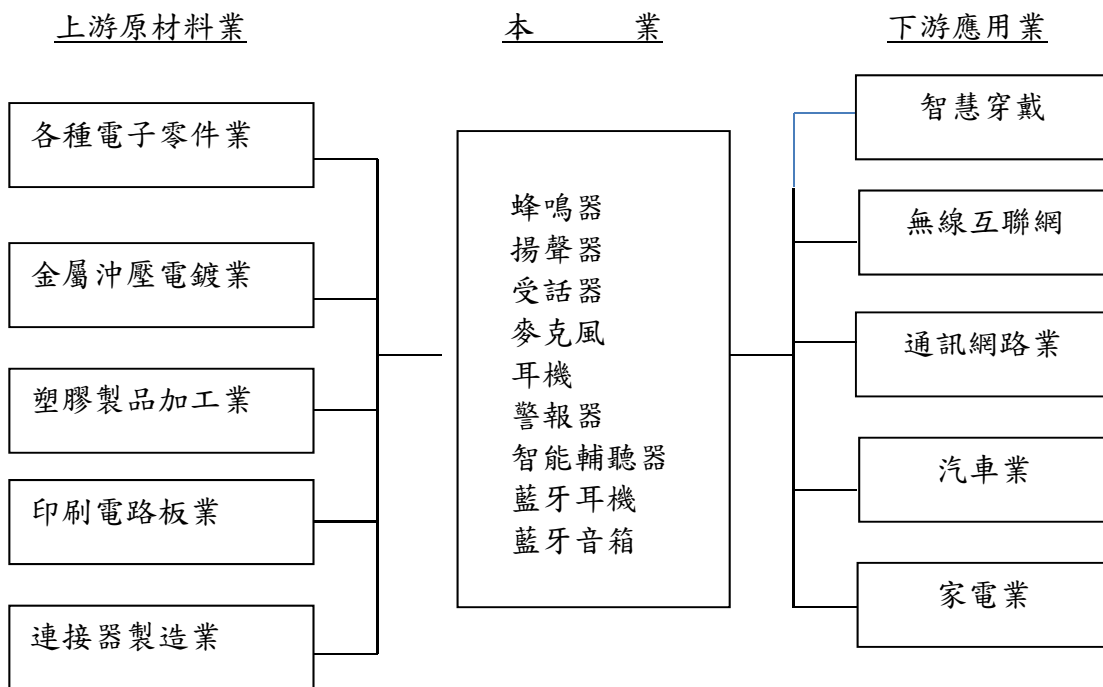 上游原材料業
本 業
下游應用業
各種電子零件業
金屬沖壓電鍍業
塑膠製品加工業
印刷電路板業
連接器製造業
蜂鳴器
揚聲器
受話器
麥克風
耳機
警報器
智能輔聽器
藍牙耳機
藍牙音箱
智慧穿戴
無線互聯網
通訊網路業
汽車業
家電業